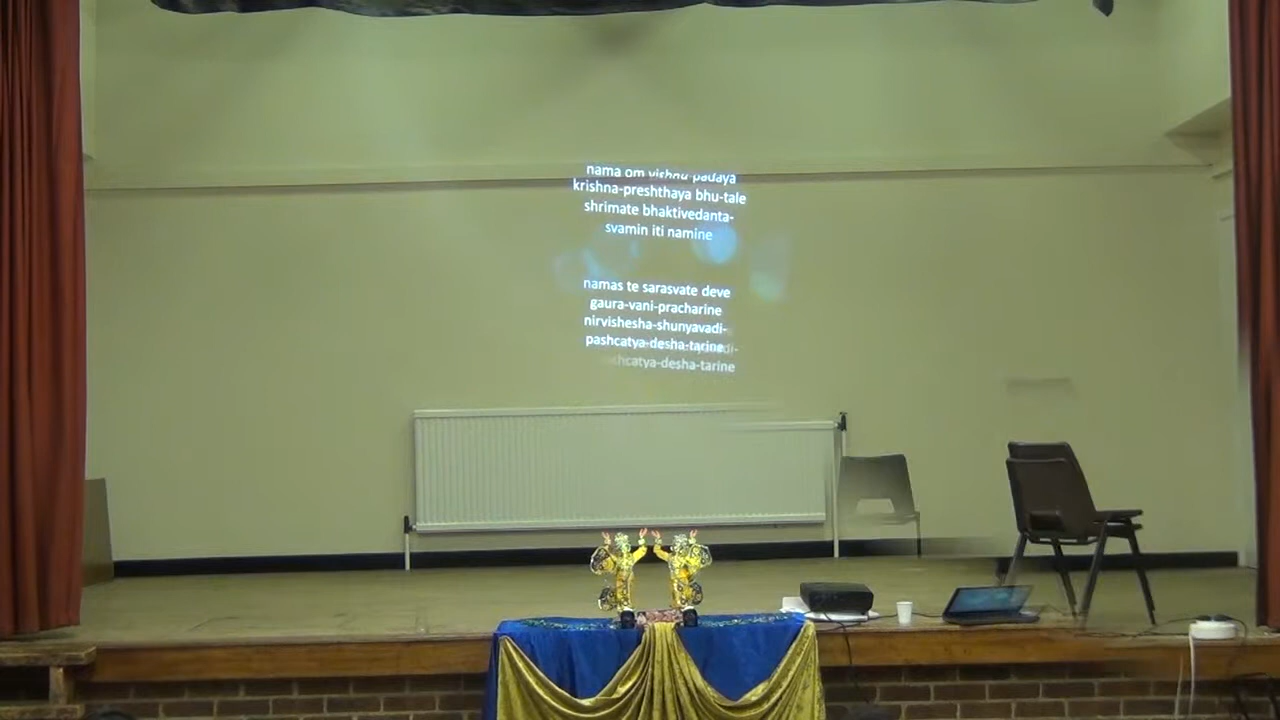 nama om vishnu-padaya
krishna-preshthaya bhu-tale
shrimate bhaktivedanta-
svamin iti namine
namas te sarasvate deve
gaura-vani-pracharine
nirvishesha-shunyavadi-
pashcatya-desha-tarine